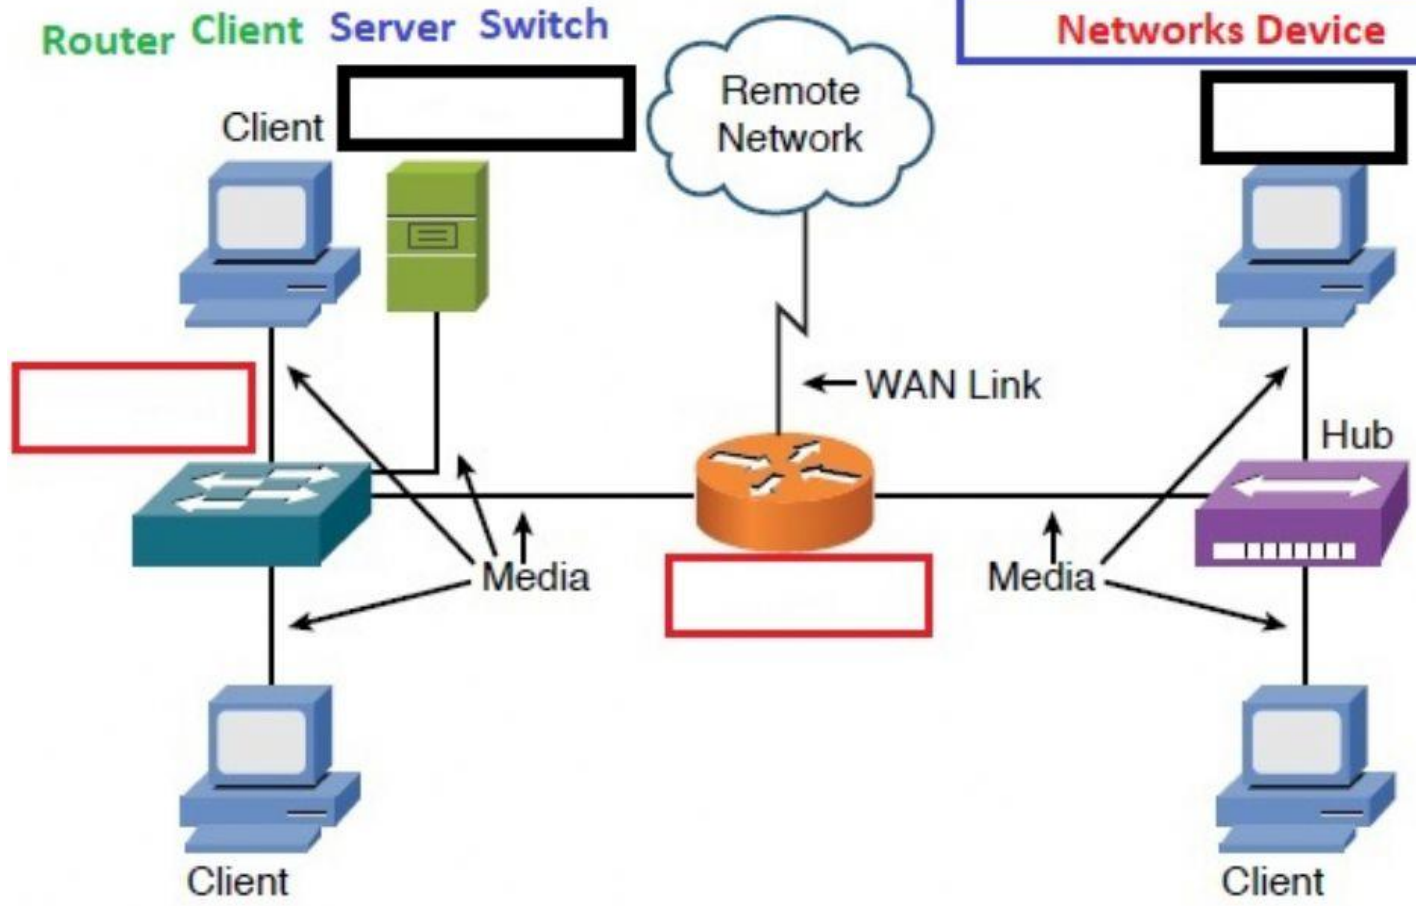 Router Client Server Switch
Networks Device
Client
Remote
Network
WAN Link
Hub
Media
Media
Client
Client